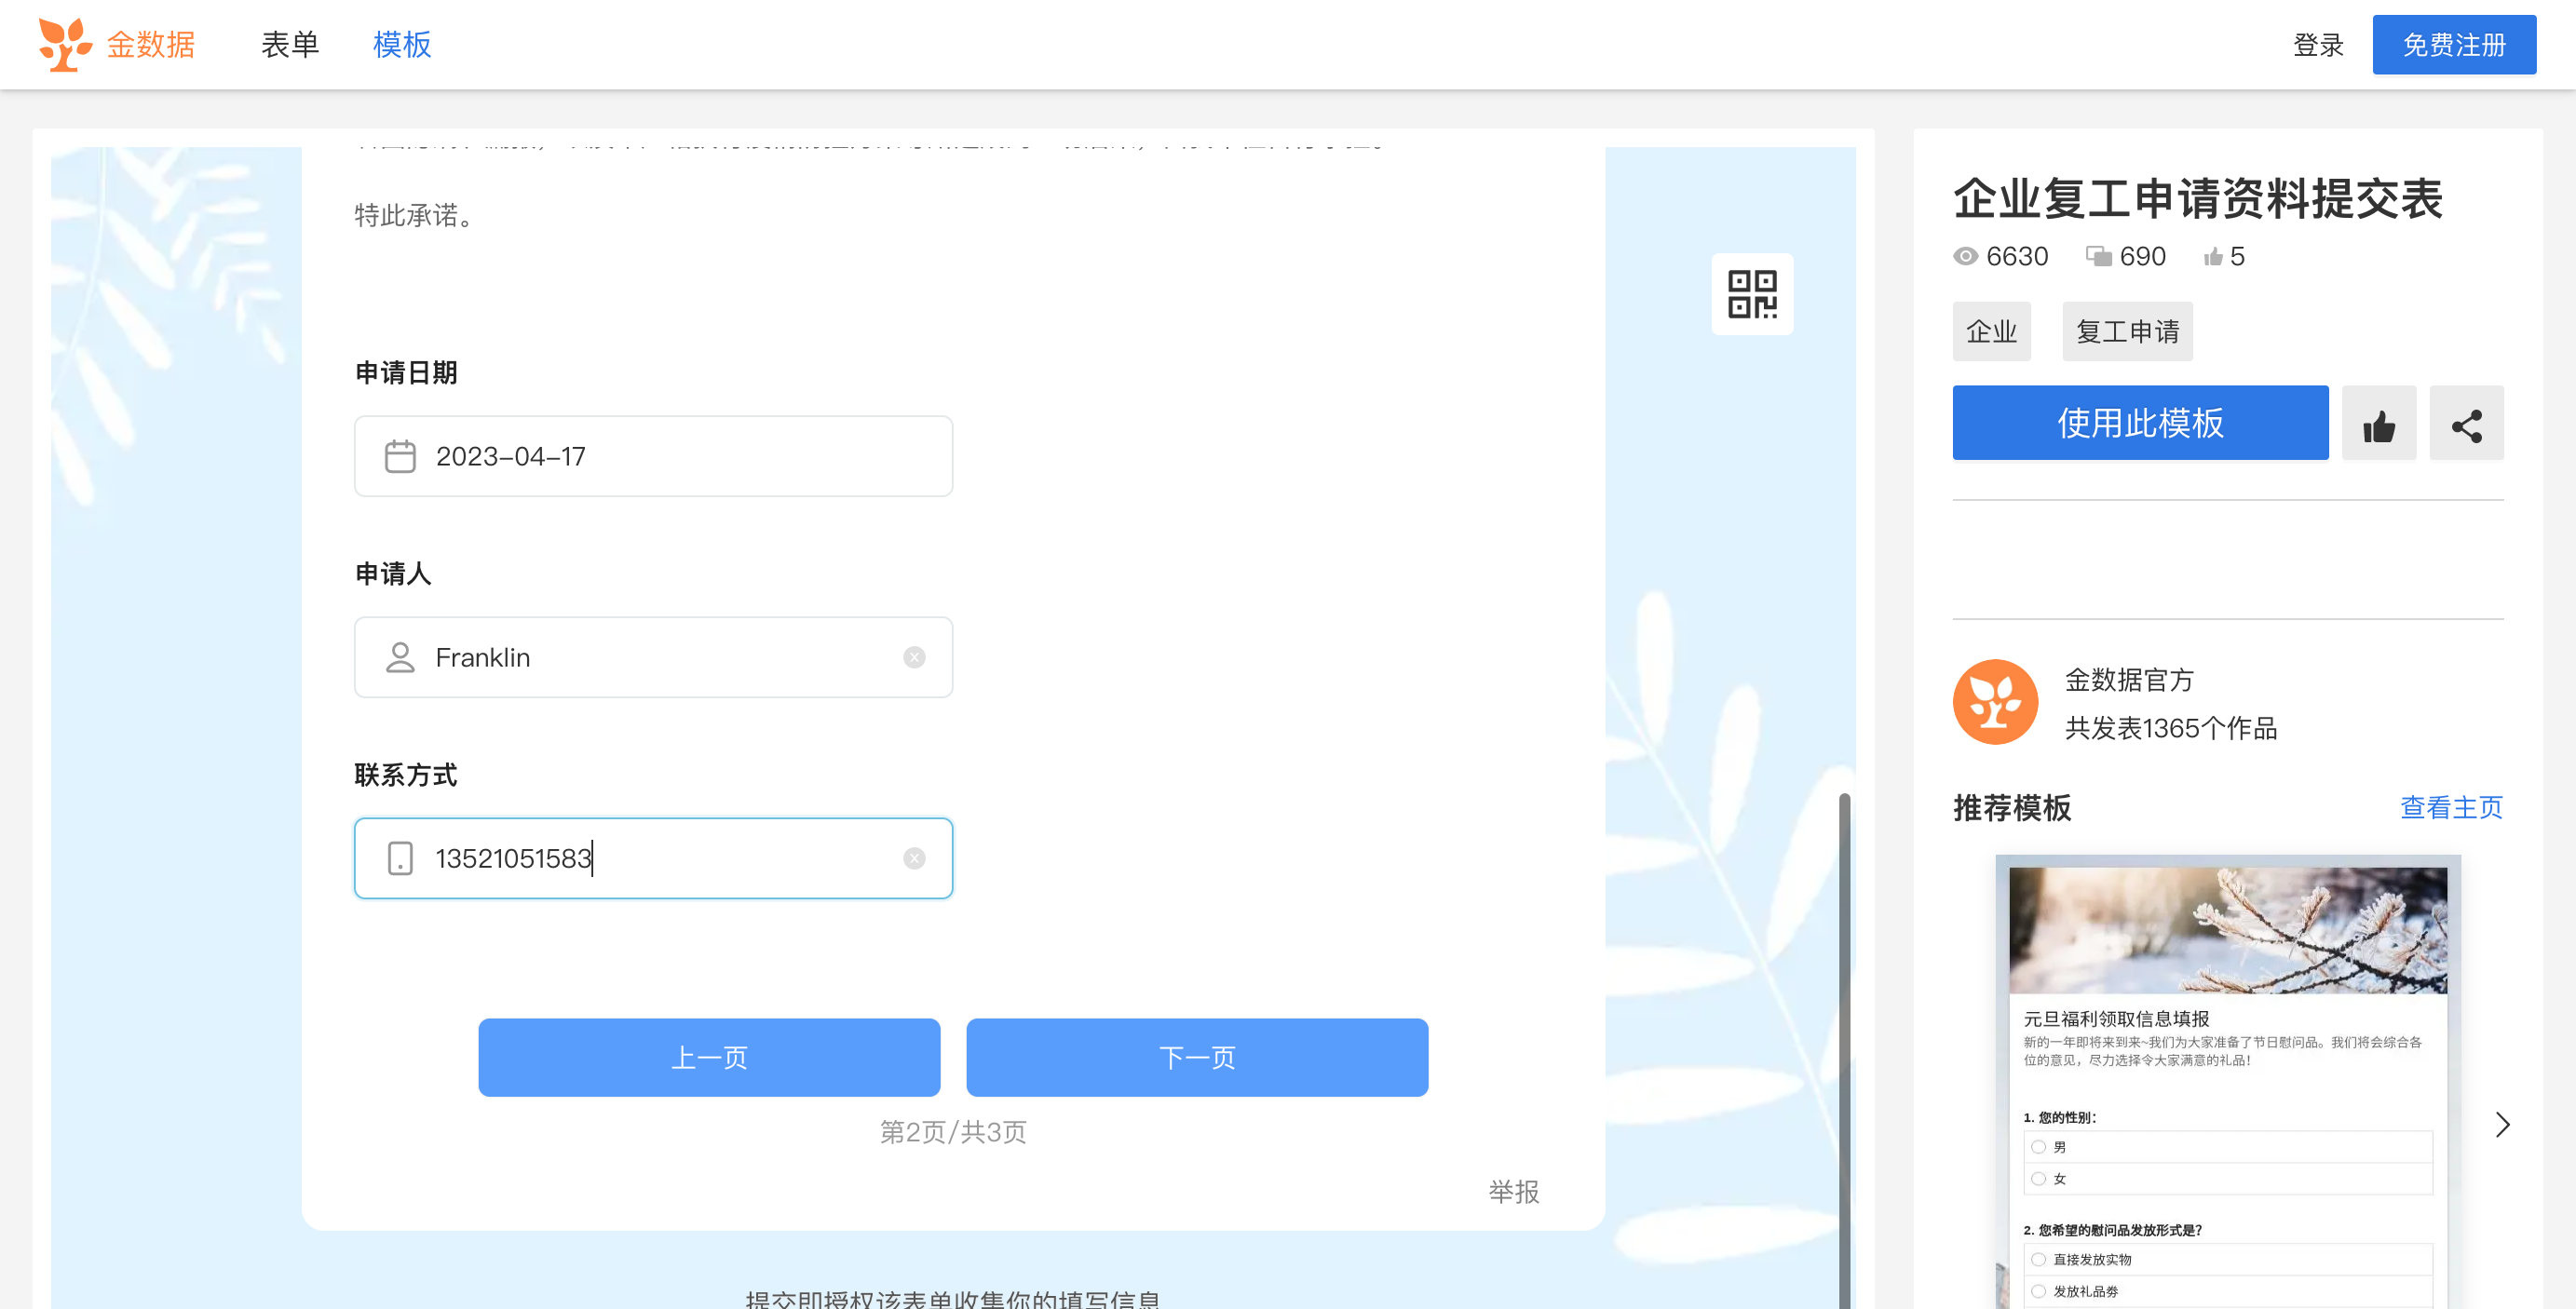 金数据
表单
模板
登录
免费注册
特此承诺。
申请日期
2023-04-17
申请人
Franklin
联系方式
13521051583
上一页
下一页
第2页/共3页
举报
提交即授权该表单收集你的填写信息
企业复工申请资料提交表
6630
690
5
企业
复工申请
使用此模板
金数据官方
共发表1365个作品
推荐模板
查看主页
元旦福利领取信息填报
新的一年即将来到来~我们为大家准备了节日慰问品。我们将会综合各
位的意见，尽力选择令大家满意的礼品！
1. 您的性别：
男
女
2. 您希望的慰问品发放形式是？
直接发放实物
发放礼品券